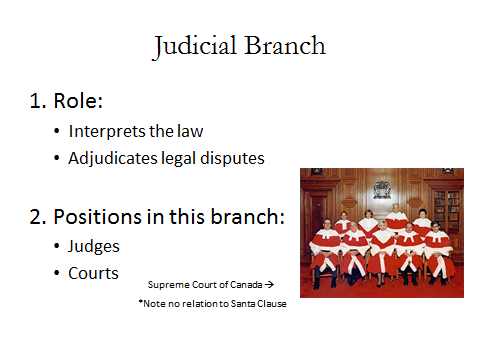 Judicial Branch
1. Role:
• Interprets the law
• Adjudicates legal disputes
2. Positions in this branch:
• Judges
• Courts
Supreme Court of Canada →
*Note no relation to Santa Clause